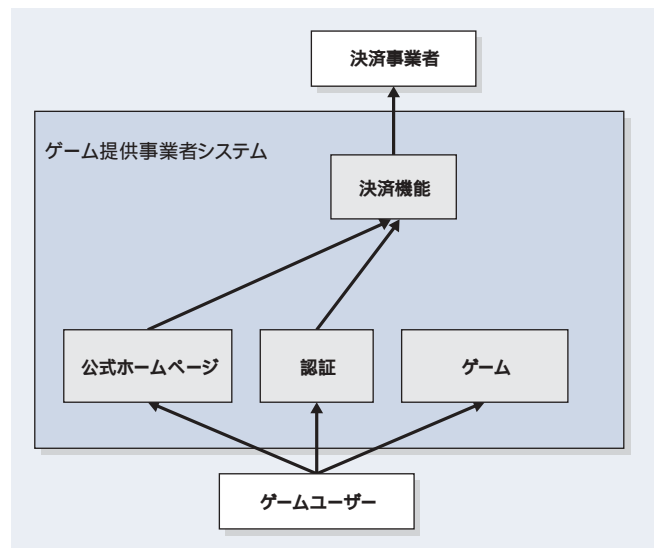 決済事業者
ゲーム提供事業者システム
決済機能
公式ホームページ
認証
ゲーム
ゲームユーザー